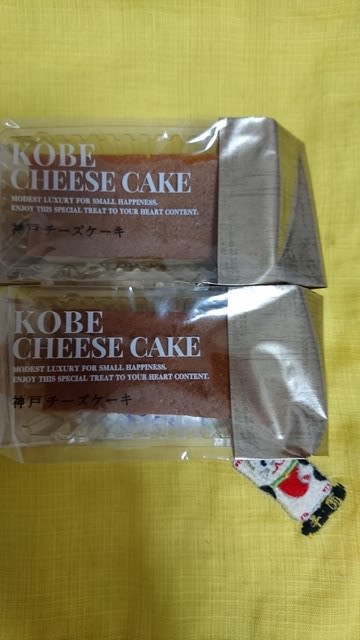 KOBE
CHEESE CAKE
MODEST LUXURY FOR SMALL HAPPINESS.
ENJOY THIS SPECIAL TREAT TO YOUR HEART CONTENT.
神戸チーズケーキ
KOBE
CHEESE CAKE
MODEST LUXURY FOR SMALL HAPPINESS.
ENJOY THIS SPECIAL TREAT TO YOUR HEART CONTENT.
神戸チーズケーキ